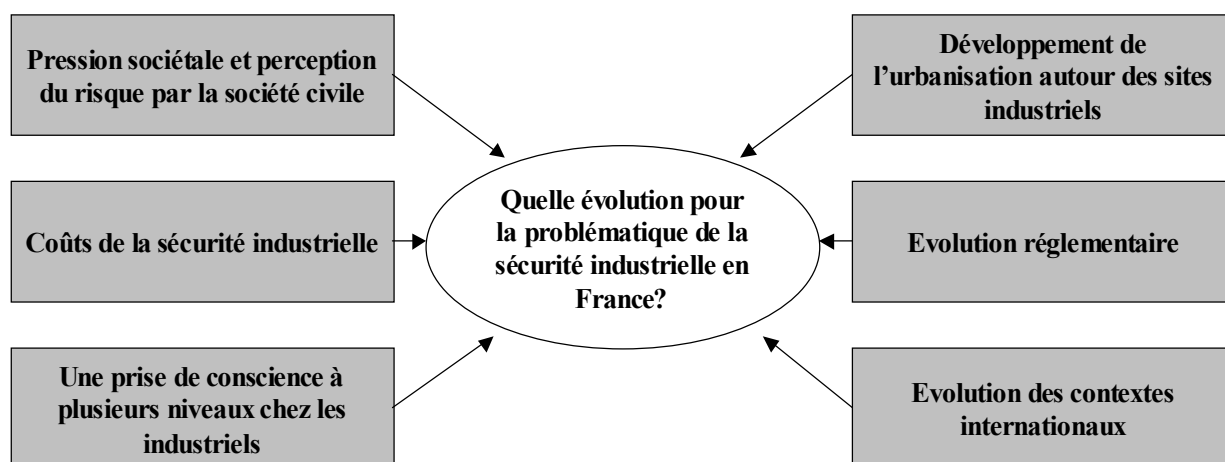 Pression sociétale et perception
du risque par la société civile
Développement de
l’urbanisation autour des sites
industriels
Coûts de la sécurité industrielle
Quelle évolution pour
la problématique de la
sécurité industrielle en
France?
Evolution réglementaire
Une prise de conscience à
plusieurs niveaux chez les
industriels
Evolution des contextes
internationaux